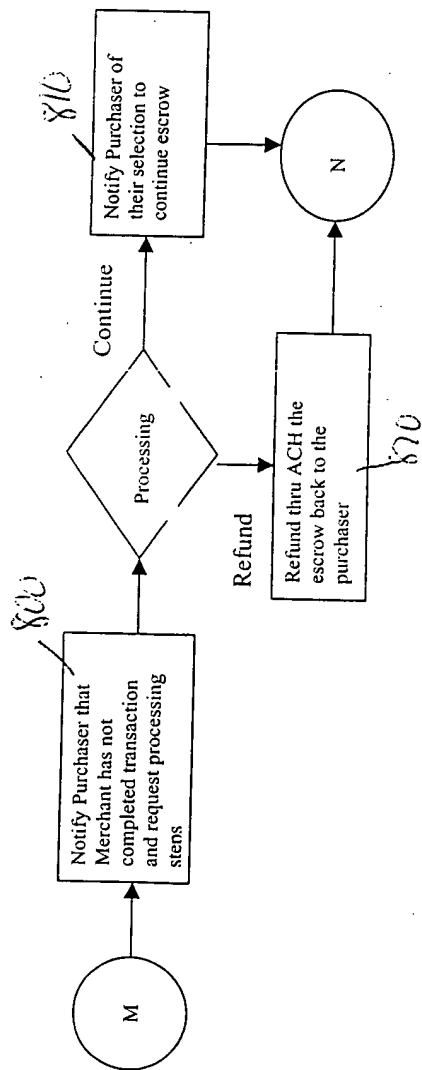 M
800
Notify Purchaser that
Merchant has not
completed transaction
and request processing
stens
Processing
Continue
810
Notify Purchaser of
their selection to
continue escrow
Refund
Refund thru ACH the
escrow back to the
purchaser
820
N